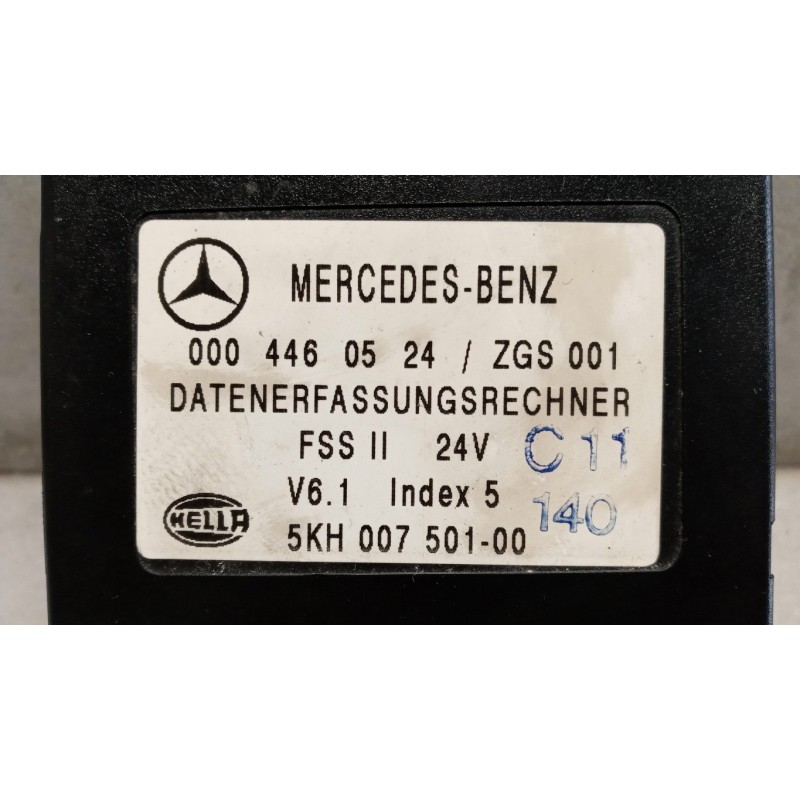 MERCEDES-BENZ
000 446 05 24 / ZGS 001
DATENERFASSUNGSRECHNER
FSS II 24V C 11
V6.1 Index 5 140
HELLA
5KH 007 501-00